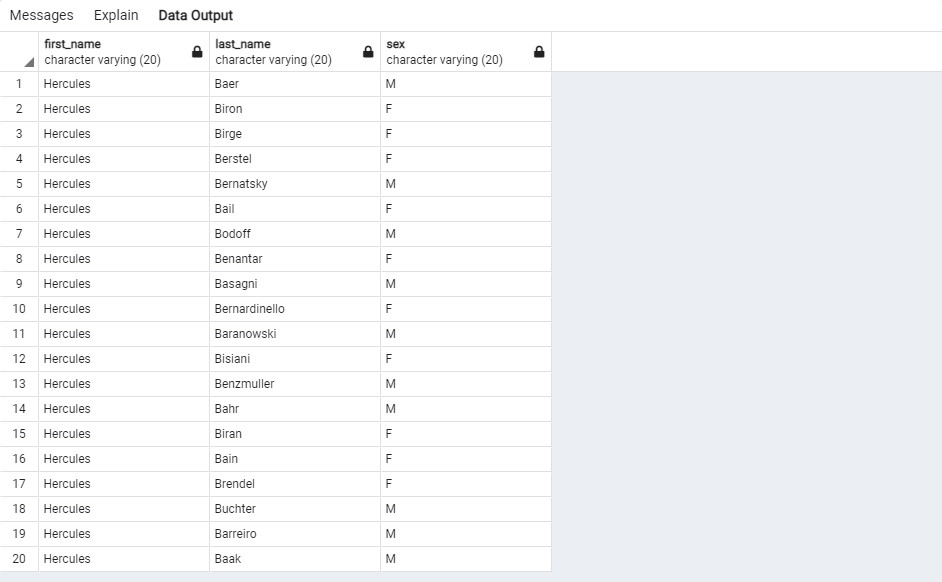 Messages Explain Data Output
first_name last_name sex
character varying (20) character varying (20) character varying (20)
1 Hercules Baer M
2 Hercules Biron F
3 Hercules Birge F
4 Hercules Berstel F
5 Hercules Bernatsky M
6 Hercules Bail F
7 Hercules Bodoff M
8 Hercules Benantar F
9 Hercules Basagni M
10 Hercules Bernardinello F
11 Hercules Baranowski M
12 Hercules Bisiani F
13 Hercules Benzmuller M
14 Hercules Bahr M
15 Hercules Biran F
16 Hercules Bain F
17 Hercules Brendel F
18 Hercules Buchter M
19 Hercules Barreiro M
20 Hercules Baak M